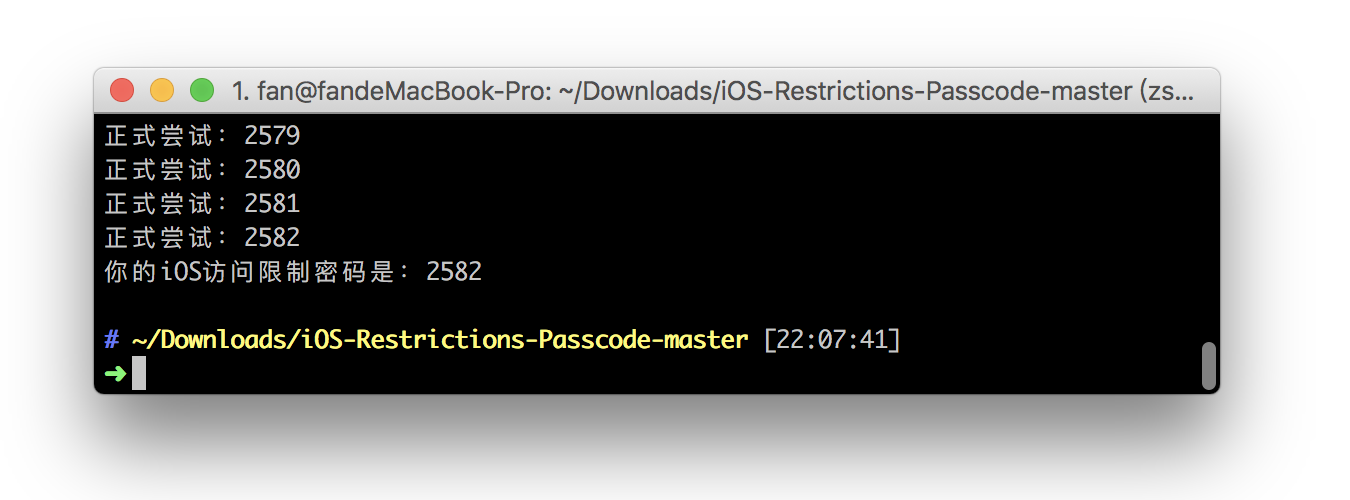 1. fan@fandeMacBook-Pro: ~/Downloads/iOS-Restrictions-Passcode-master (zs...
正式尝试：2579
正式尝试：2580
正式尝试：2581
正式尝试：2582
你的iOS访问限制密码是：2582
# ~/Downloads/iOS-Restrictions-Passcode-master [22:07:41]
➜